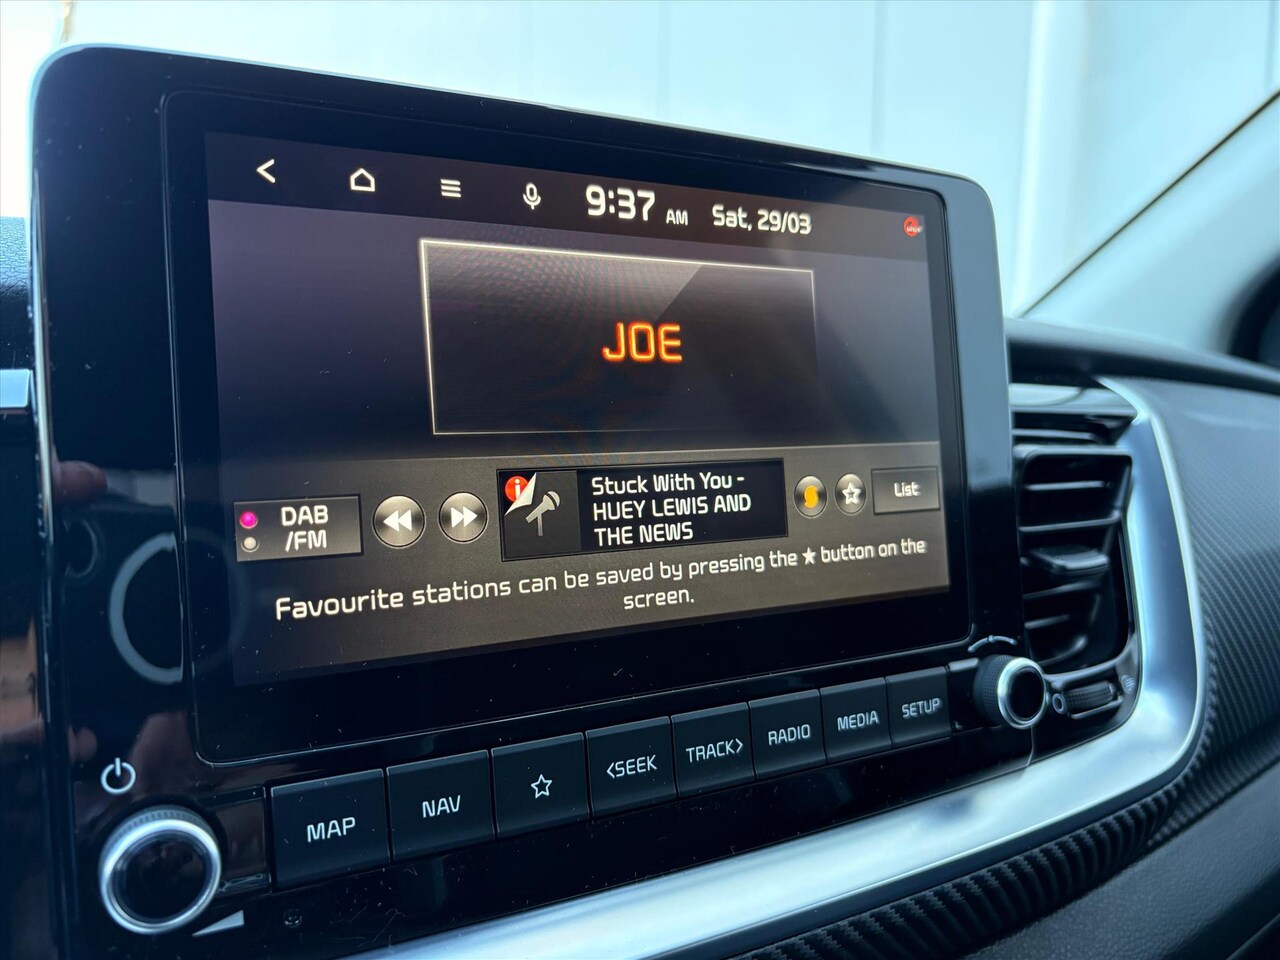 9:37 AM Sat, 29/03
JOE
DAB
/FM
i
Stuck With You -
HUEY LEWIS AND
THE NEWS
List
Favourite stations can be saved by pressing the ★ button on the
screen.
MAP
NAV
<SEEK
TRACK>
RADIO
MEDIA
SETUP